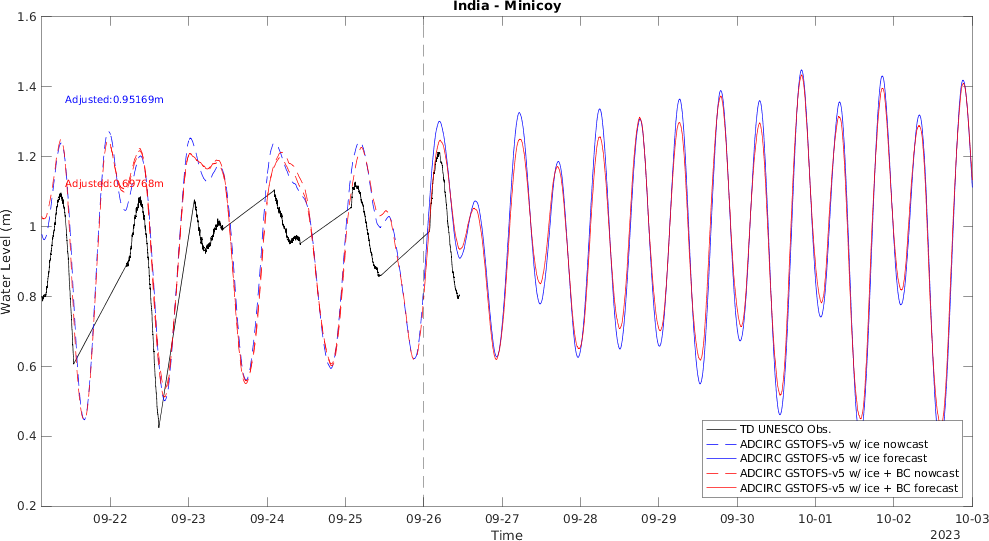 India - Minicoy
1.6
1.4
1.2
1
0.8
0.6
0.4
0.2
Water Level (m)
Adjusted:0.95169m
Adjusted:0.69768m
TD UNESCO Obs.
ADCIRC GSTOFS-v5 w/ ice nowcast
ADCIRC GSTOFS-v5 w/ ice forecast
ADCIRC GSTOFS-v5 w/ ice + BC nowcast
ADCIRC GSTOFS-v5 w/ ice + BC forecast
09-22 09-23 09-24 09-25 09-26 09-27 09-28 09-29 09-30 10-01 10-02 10-03
Time
2023